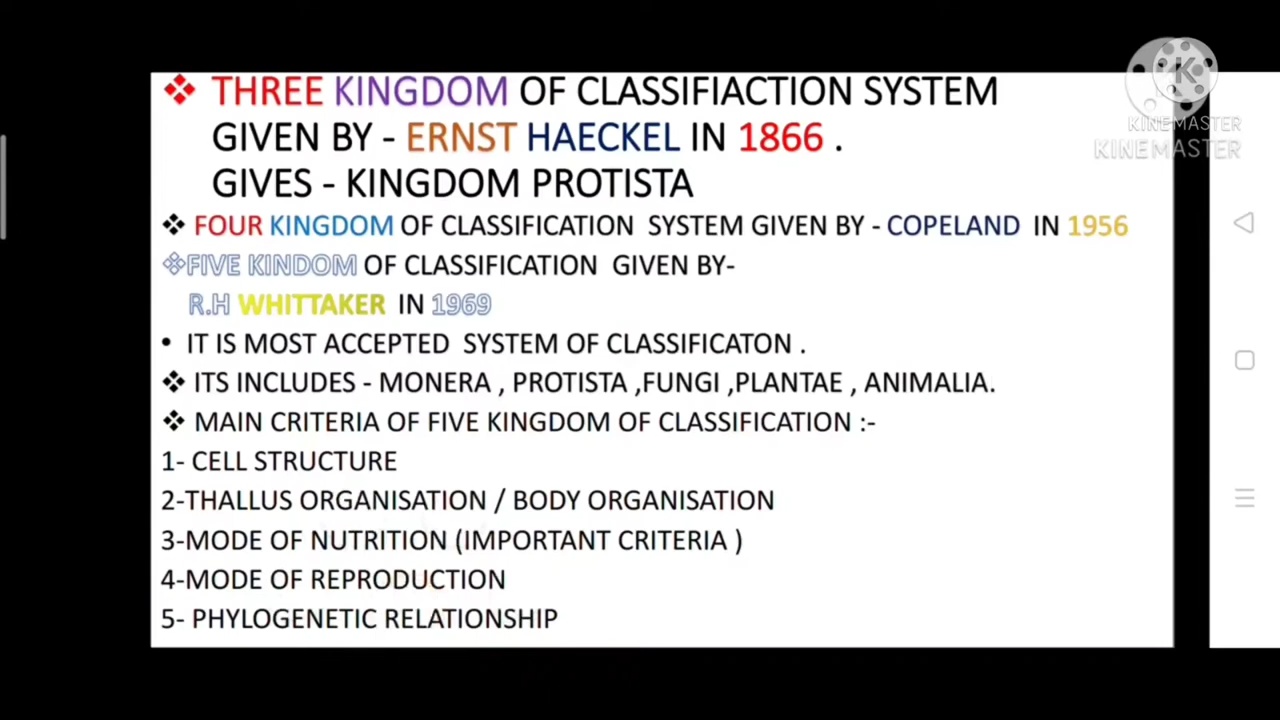 ❖ THREE KINGDOM OF CLASSIFIACTION SYSTEM
GIVEN BY - ERNST HAECKEL IN 1866 .
GIVES - KINGDOM PROTISTA
❖ FOUR KINGDOM OF CLASSIFICATION SYSTEM GIVEN BY - COPELAND IN 1956
❖FIVE KINDOM OF CLASSIFICATION GIVEN BY-
R.H WHITTAKER IN 1969
• IT IS MOST ACCEPTED SYSTEM OF CLASSIFICATON .
❖ ITS INCLUDES - MONERA , PROTISTA ,FUNGI ,PLANTAE , ANIMALIA.
❖ MAIN CRITERIA OF FIVE KINGDOM OF CLASSIFICATION :-
1- CELL STRUCTURE
2-THALLUS ORGANISATION / BODY ORGANISATION
3-MODE OF NUTRITION (IMPORTANT CRITERIA )
4-MODE OF REPRODUCTION
5- PHYLOGENETIC RELATIONSHIP
K
KINEMASTER
KINEMASTER